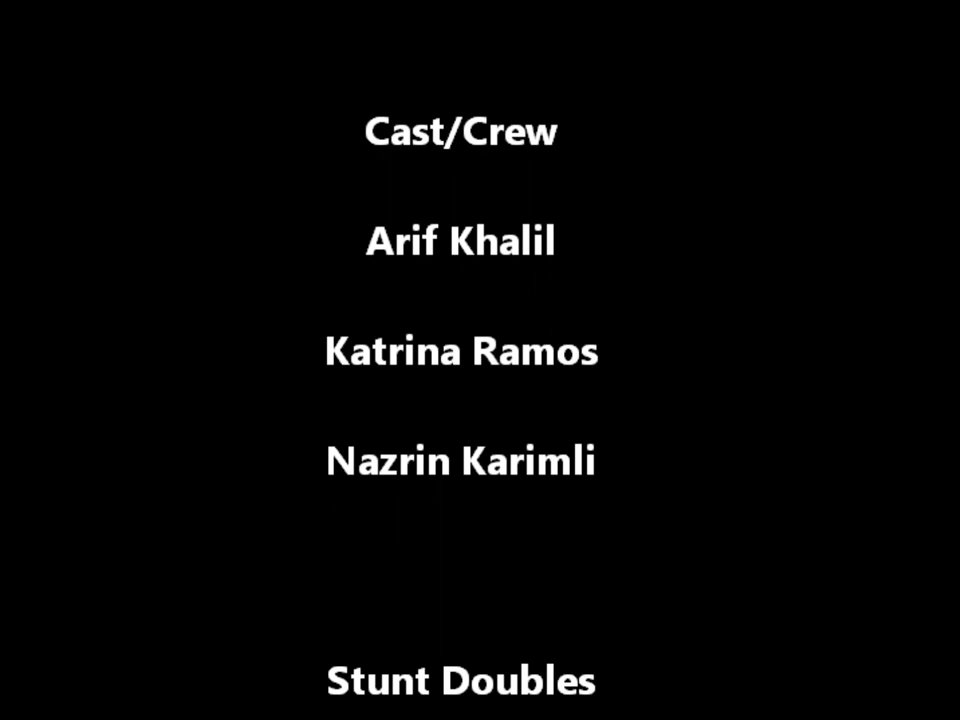 Cast/Crew
Arif Khalil
Katrina Ramos
Nazrin Karimli
Stunt Doubles